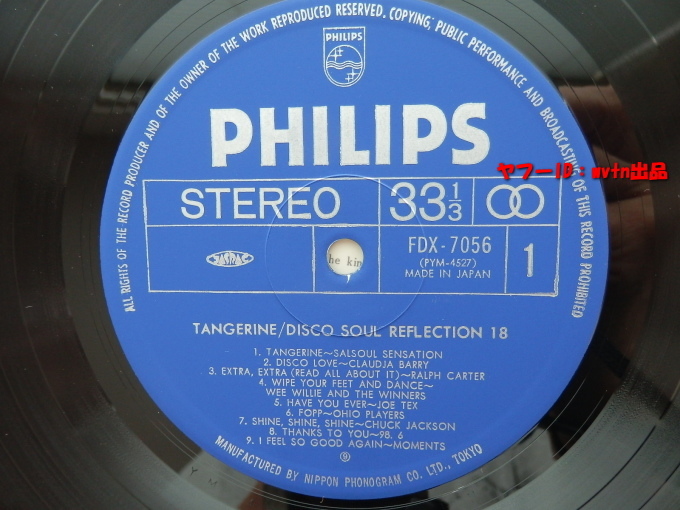 ALL RIGHTS OF THE RECORD PRODUCER AND OF THE OWNER OF THE WORK REPRODUCED RESERVED. COPYING, PUBLIC PERFORMANCE AND BROADCASTING OF THIS RECORD PROHIBITED
PHILIPS
PHILIPS
ヤフーID:mvtn出品
STEREO 33 1/3
JASRAC
he kin
FDX-7056
(PYM-4527)
MADE IN JAPAN
1
TANGERINE/DISCO SOUL REFLECTION 18
1. TANGERINE~SALSOUL SENSATION
2. DISCO LOVE~CLAUDJA BARRY
3. EXTRA, EXTRA (READ ALL ABOUT IT)~RALPH CARTER
4. WIPE YOUR FEET AND DANCE~
WEE WILLIE AND THE WINNERS
5. HAVE YOU EVER~JOE TEX
6. FOPP~OHIO PLAYERS
7. SHINE, SHINE, SHINE~CHUCK JACKSON
8. THANKS TO YOU~98. 6
9. I FEEL SO GOOD AGAIN~MOMENTS
⑨
MANUFACTURED BY NIPPON PHONOGRAM CO. LTD., TOKYO
Y M